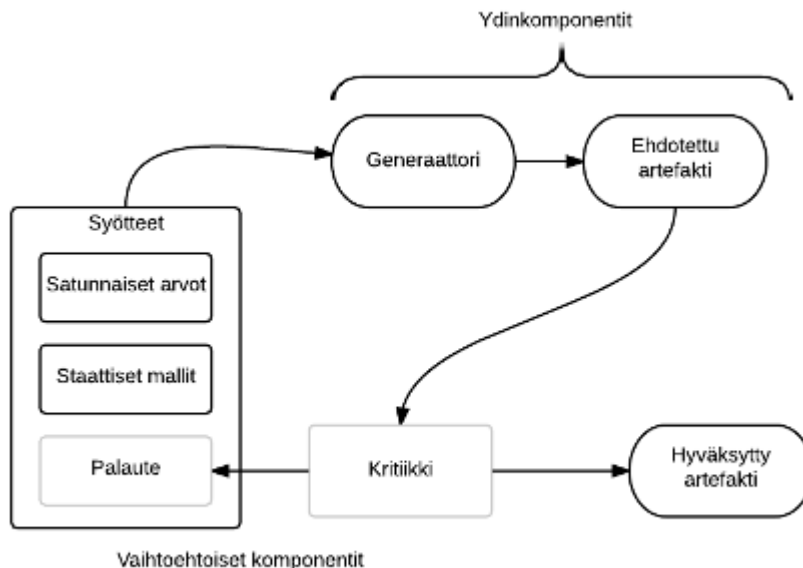 Ydinkomponentit
Generaattori
Ehdotettu
artefakti
Syötteet
Satunnaiset arvot
Staattiset mallit
Palaute
Kritiikki
Hyväksytty
artefakti
Vaihtoehtoiset komponentit